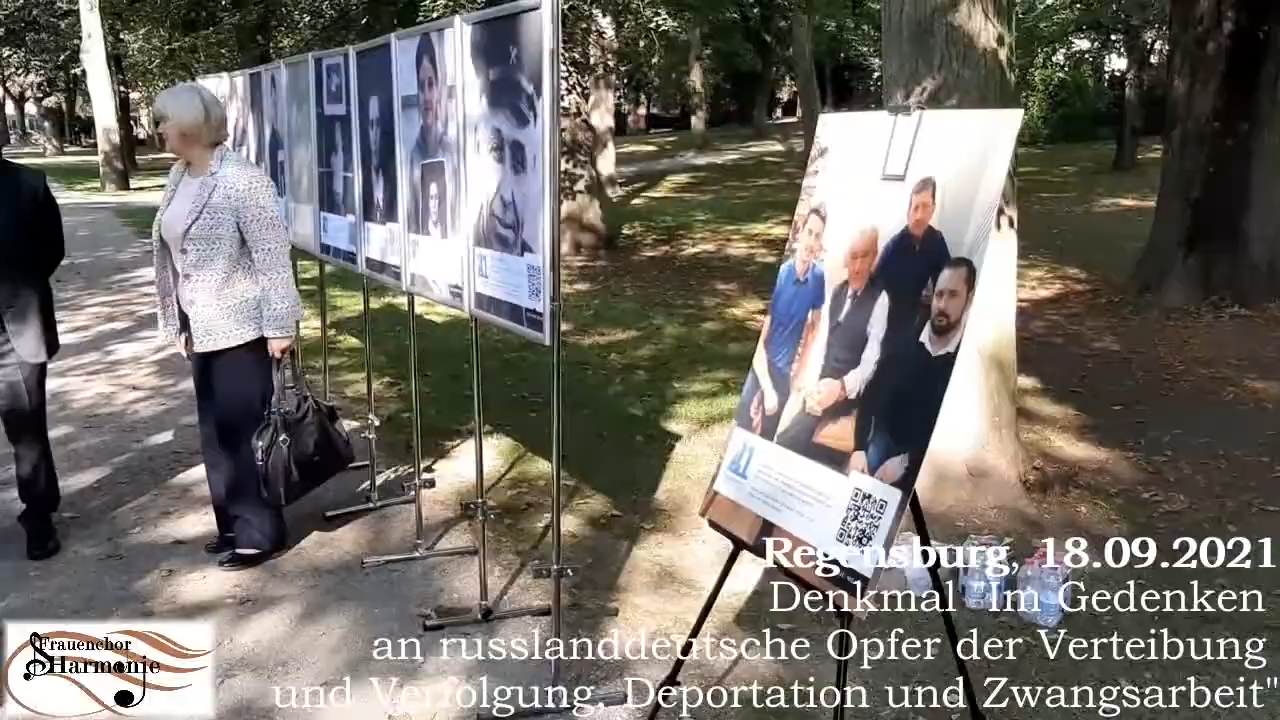 Regensburg, 18.09.2021
Denkmal "Im Gedenken
an russlanddeutsche Opfer der Verteibung
und Verfolgung, Deportation und Zwangsarbeit"
Frauenchor
Harmonie